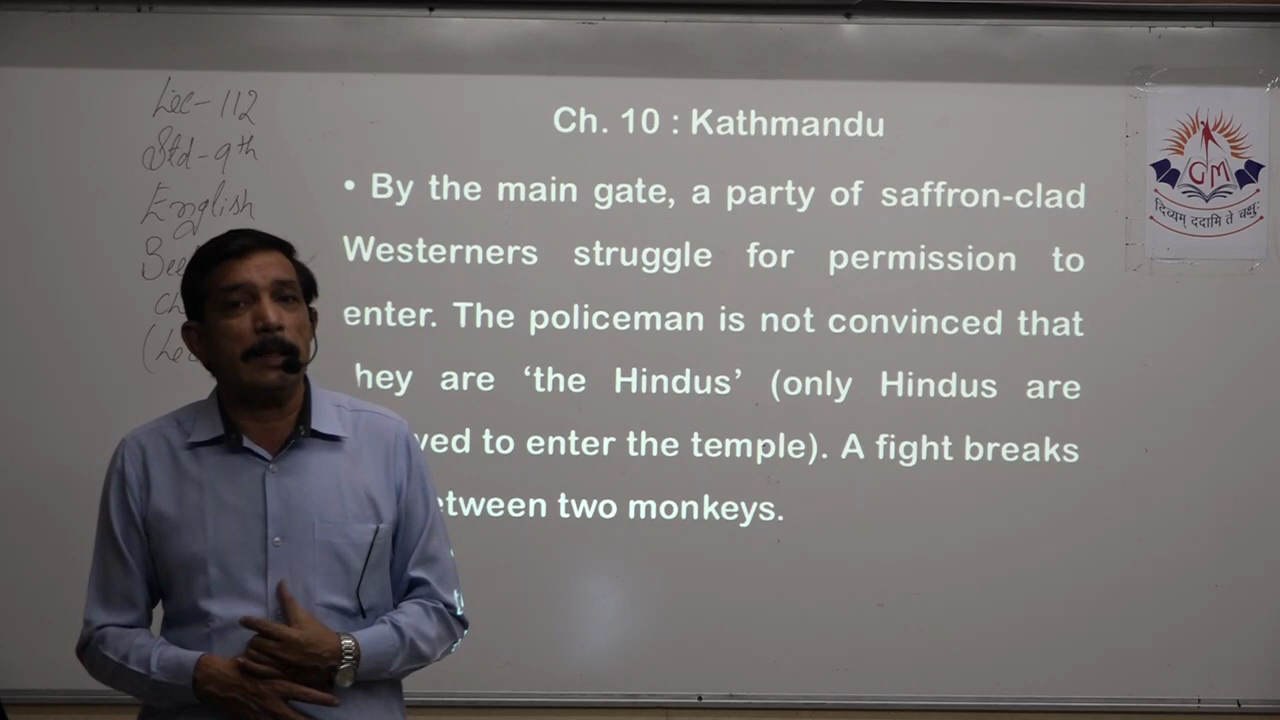 Lec-112
Std-9th
English
Ch. 10 : Kathmandu
• By the main gate, a party of saffron-clad
Westerners struggle for permission to
enter. The policeman is not convinced that
hey are ‘the Hindus’ (only Hindus are
wed to enter the temple). A fight breaks
etween two monkeys.
GM
दिव्यम् ददामि ते चक्षुः